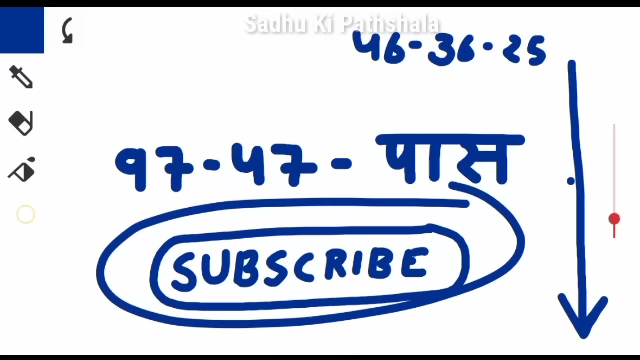 Sadhu Ki Pathshala
46-36-25
97-47- पास
SUBSCRIBE